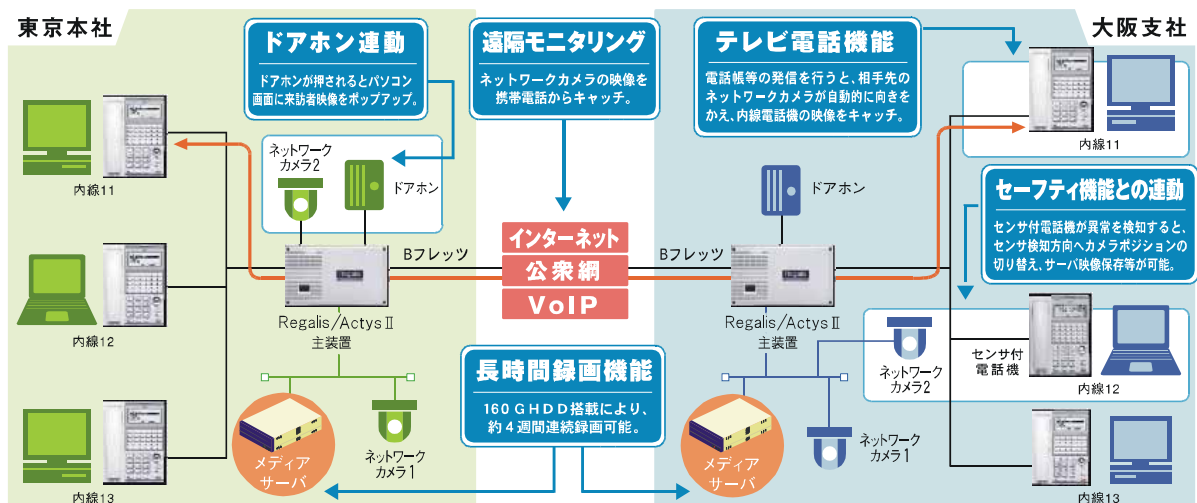 東京本社
ドアホン連動
ドアホンが押されるとパソコン
画面に来訪者映像をポップアップ。
遠隔モニタリング
ネットワークカメラの映像を
携帯電話からキャッチ。
テレビ電話機能
電話帳等の発信を行うと、相手先の
ネットワークカメラが自動的に向きを
かえ、内線電話機の映像をキャッチ。
大阪支社
内線11
ネットワーク
カメラ2
ドアホン
内線12
内線13
Bフレッツ
Regalis/ActysⅡ
主装置
メディア
サーバ
ネットワーク
カメラ1
インターネット
公衆網
VoIP
長時間録画機能
160GHDD搭載により、
約4週間連続録画可能。
Bフレッツ
ドアホン
Regalis/ActysⅡ
主装置
メディア
サーバ
ネットワーク
カメラ1
ネットワーク
カメラ2
内線11
セーフティ機能との連動
センサ付電話機が異常を検知すると、
センサ検知方向へカメラポジションの
切り替え、サーバ映像保存等が可能。
センサ付
電話機
内線12
内線13